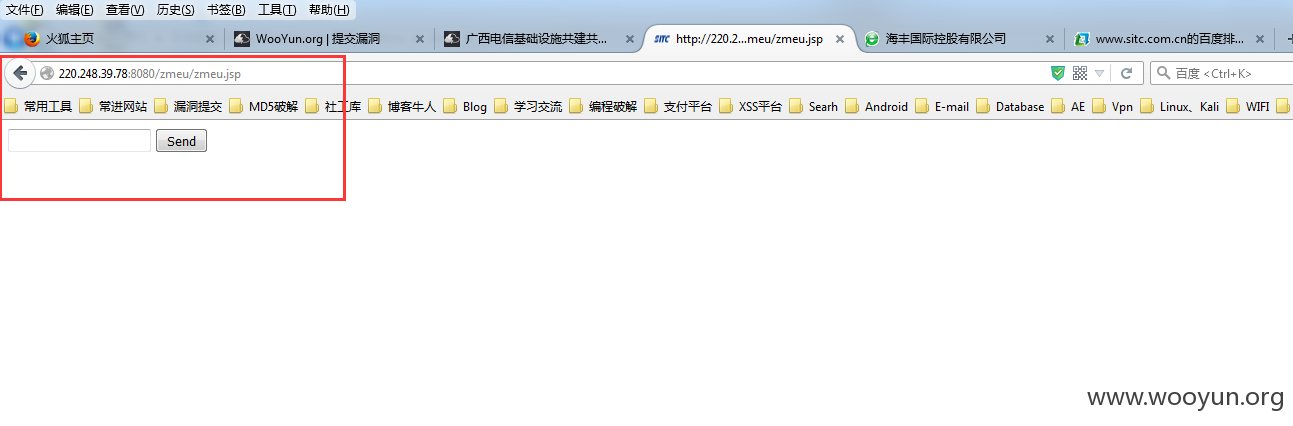 文件(F) 编辑(E) 查看(V) 历史(S) 书签(B) 工具(T) 帮助(H)
火狐主页 WooYun.org | 提交漏洞 广西电信基础设施共建共... SITC http://220.2...meu/zmeu.jsp 海丰国际控股有限公司 www.sitc.com.cn的百度排...
220.248.39.78:8080/zmeu/zmeu.jsp 百度 <Ctrl+K>
常用工具 常进网站 漏洞提交 MD5破解 社工库 博客牛人 Blog 学习交流 编程破解 支付平台 XSS平台 Searh Android E-mail Database AE Vpn Linux、Kali WIFI
Send
www.wooyun.org